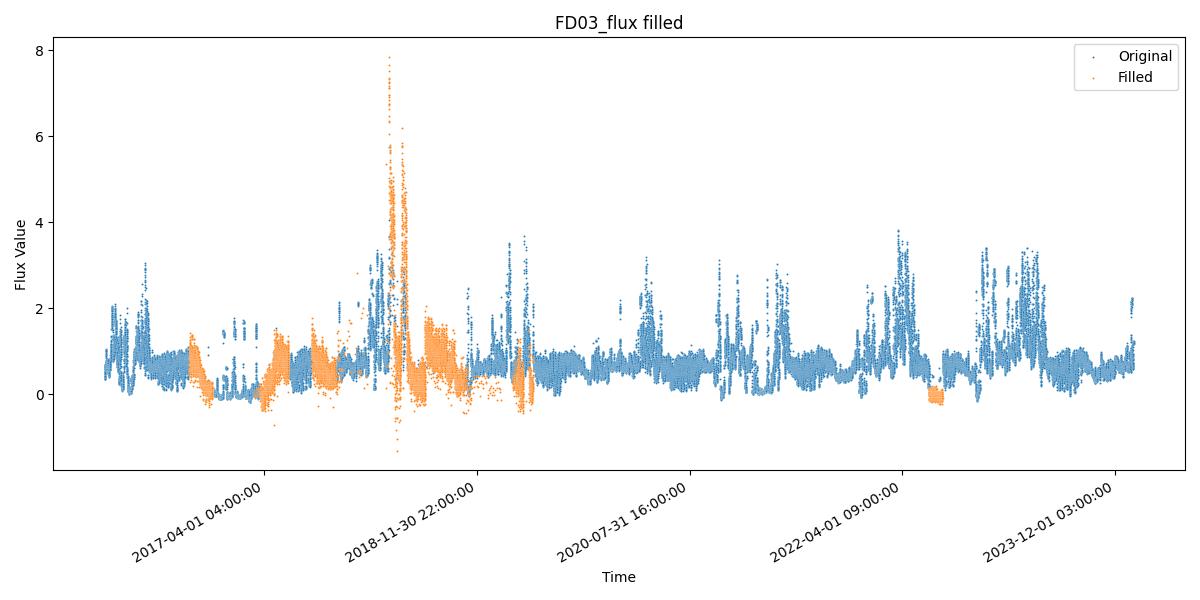 FD03_flux filled
Original
Filled
Flux Value
8
6
4
2
0
2017-04-01 04:00:00
2018-11-30 22:00:00
2020-07-31 16:00:00
2022-04-01 09:00:00
2023-12-01 03:00:00
Time